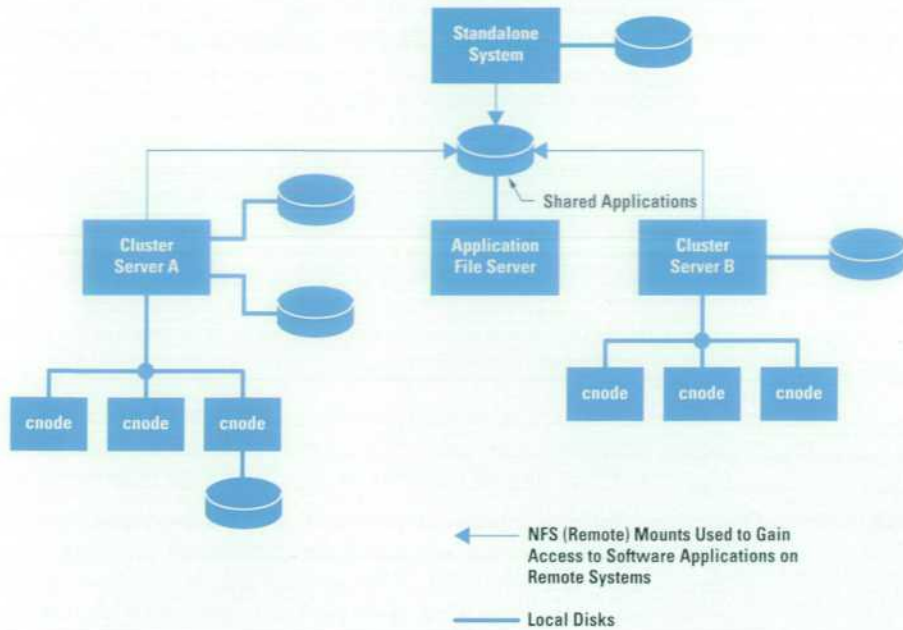 Standalone
System
Shared Applications
Cluster
Server A
Application
File Server
Cluster
Server B
cnode
cnode
cnode
cnode
cnode
cnode
NFS (Remote) Mounts Used to Gain
Access to Software Applications on
Remote Systems
Local Disks